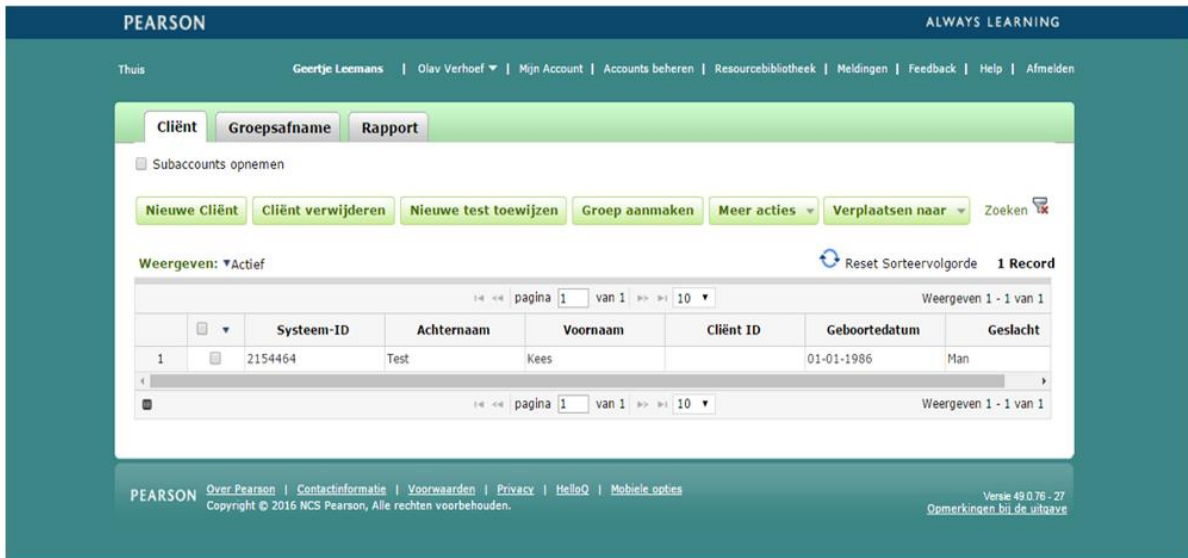 PEARSON ALWAYS LEARNING
Thuis Geertje Leemans | Olav Verhoef | Mijn Account | Accounts beheren | Resourcebibliotheek | Meldingen | Feedback | Help | Afmelden
Cliënt Groepsafname Rapport
Subaccounts opnemen
Nieuwe Cliënt Cliënt verwijderen Nieuwe test toewijzen Groep aanmaken Meer acties Verplaatsen naar Zoeken
Weergeven: Actief Reset Sorteervolgorde 1 Record
pagina 1 van 1 10 Weergeven 1 - 1 van 1
Systeem-ID Achternaam Voornaam Cliënt ID Geboortedatum Geslacht
1 2154464 Test Kees 01-01-1986 Man
pagina 1 van 1 10 Weergeven 1 - 1 van 1
PEARSON Over Pearson | Contactinformatie | Voorwaarden | Privacy | HelloQ | Mobiele opties
Copyright © 2016 NCS Pearson, Alle rechten voorbehouden.
Versie 49.0.76 - 27
Opmerkingen bij de uitgave